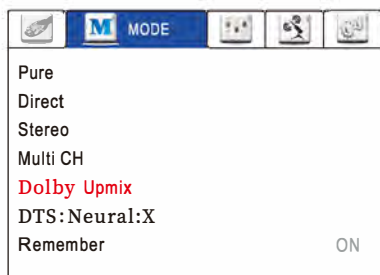 M MODE
Pure
Direct
Stereo
Multi CH
Dolby Upmix
DTS:Neural:X
Remember ON